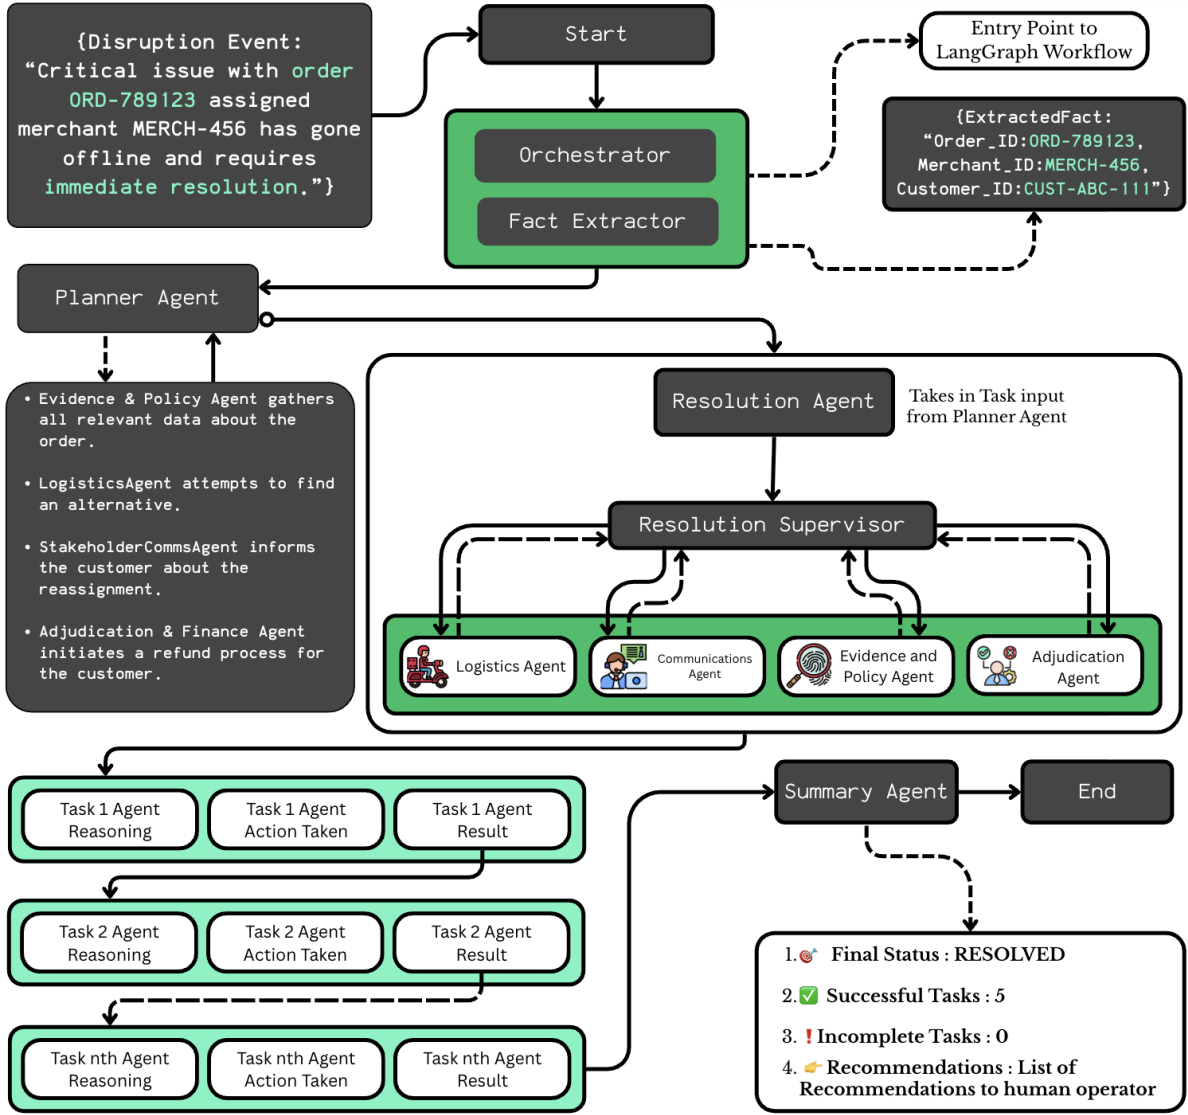 {Disruption Event:
“Critical issue with order
ORD-789123 assigned
merchant MERCH-456 has gone
offline and requires
immediate resolution.”}
Start
Entry Point to
LangGraph Workflow
Orchestrator
Fact Extractor
{ExtractedFact:
“Order_ID:ORD-789123,
Merchant_ID:MERCH-456,
Customer_ID:CUST-ABC-111”}
Planner Agent
• Evidence & Policy Agent gathers
all relevant data about the
order.
• LogisticsAgent attempts to find
an alternative.
• StakeholderCommsAgent informs
the customer about the
reassignment.
• Adjudication & Finance Agent
initiates a refund process for
the customer.
Resolution Agent
Takes in Task input
from Planner Agent
Resolution Supervisor
Logistics Agent
Communications
Agent
Evidence and
Policy Agent
Adjudication
Agent
Task 1 Agent
Reasoning
Task 1 Agent
Action Taken
Task 1 Agent
Result
Task 2 Agent
Reasoning
Task 2 Agent
Action Taken
Task 2 Agent
Result
Task nth Agent
Reasoning
Task nth Agent
Action Taken
Task nth Agent
Result
Summary Agent
End
1.🎯 Final Status : RESOLVED
2.✅ Successful Tasks : 5
3.❗Incomplete Tasks : 0
4. 👉 Recommendations : List of
Recommendations to human operator